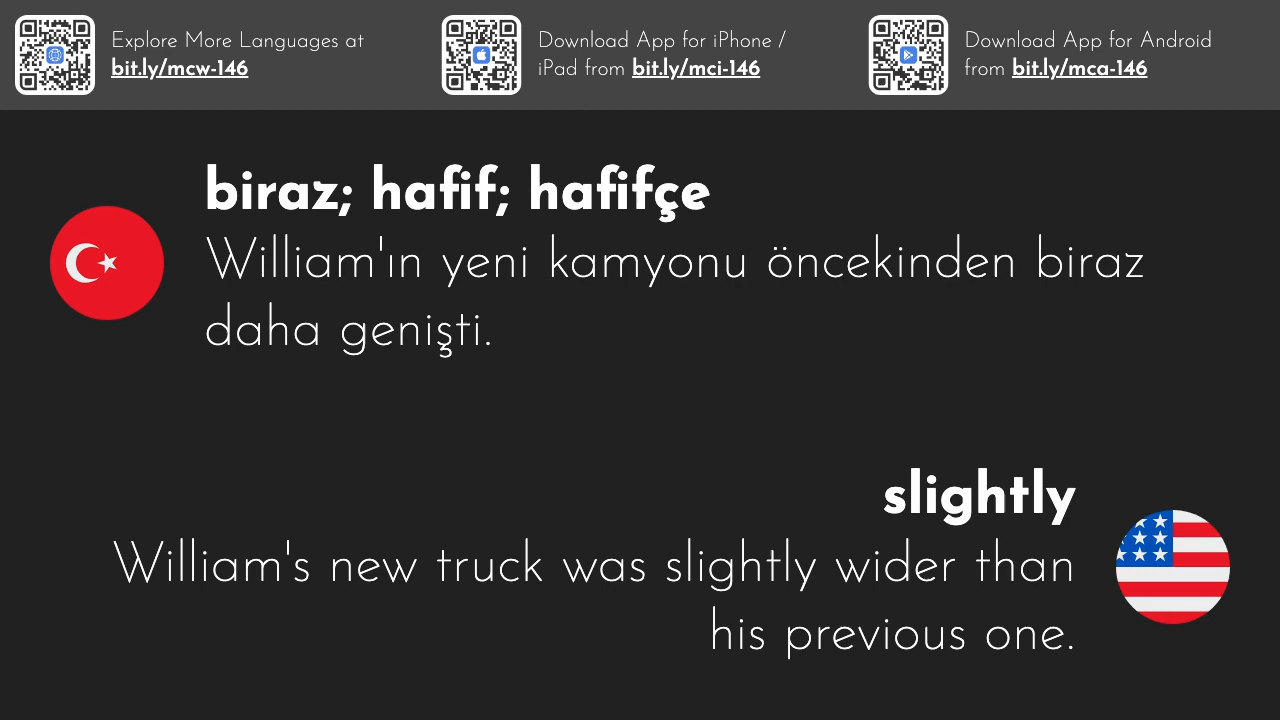 Explore More Languages at
bit.ly/mcw-146
Download App for iPhone /
iPad from bit.ly/mci-146
Download App for Android
from bit.ly/mca-146
biraz; hafif; hafifçe
William'ın yeni kamyonu öncekinden biraz
daha genişti.
slightly
William's new truck was slightly wider than
his previous one.